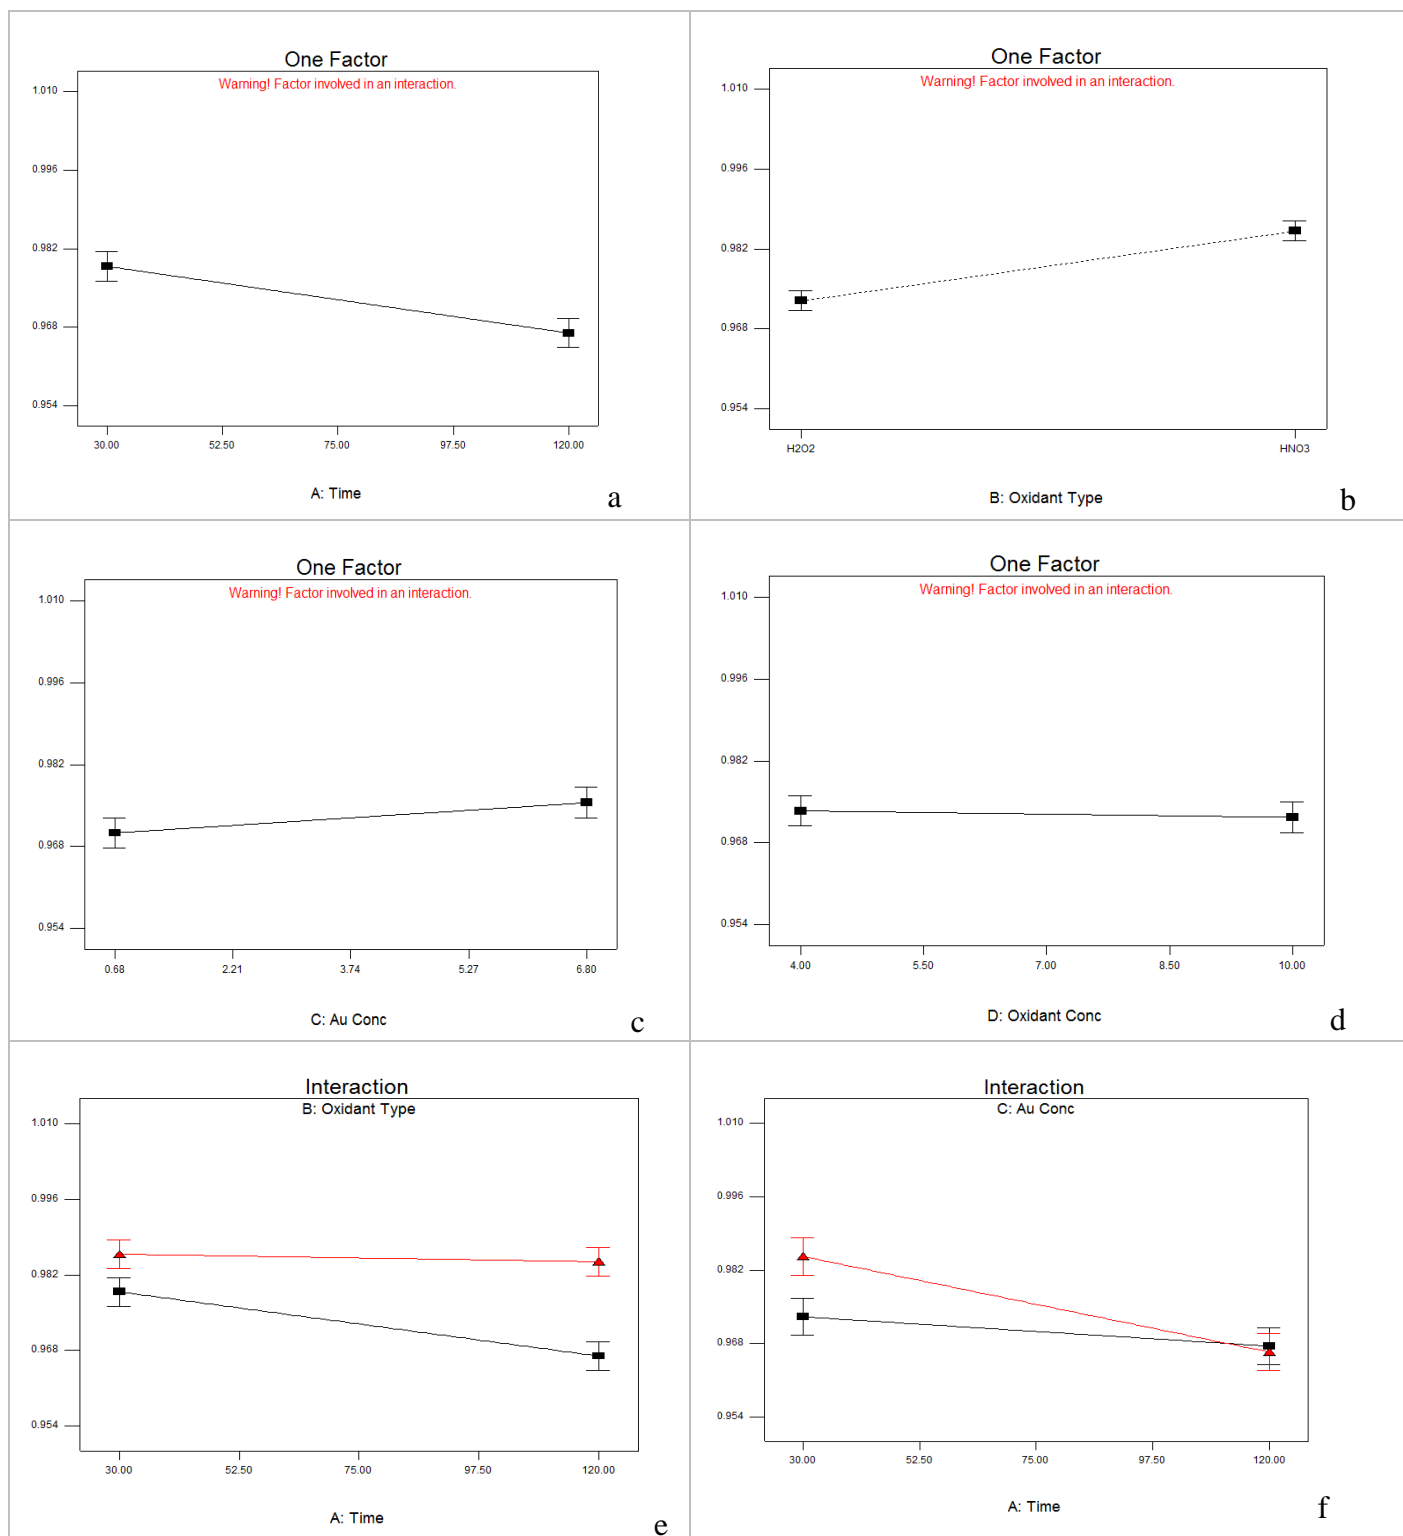 One Factor
Warning! Factor involved in an interaction.
1.010
0.996
0.982
0.968
0.954
30.00 52.50 75.00 97.50 120.00
A: Time
a
One Factor
Warning! Factor involved in an interaction.
1.010
0.996
0.982
0.968
0.954
H2O2 HNO3
B: Oxidant Type
b
One Factor
Warning! Factor involved in an interaction.
1.010
0.996
0.982
0.968
0.954
0.68 2.21 3.74 5.27 6.80
C: Au Conc
c
One Factor
Warning! Factor involved in an interaction.
1.010
0.996
0.982
0.968
0.954
4.00 5.50 7.00 8.50 10.00
D: Oxidant Conc
d
Interaction
B: Oxidant Type
1.010
0.996
0.982
0.968
0.954
30.00 52.50 75.00 97.50 120.00
A: Time
e
Interaction
C: Au Conc
1.010
0.996
0.982
0.968
0.954
30.00 52.50 75.00 97.50 120.00
A: Time
f